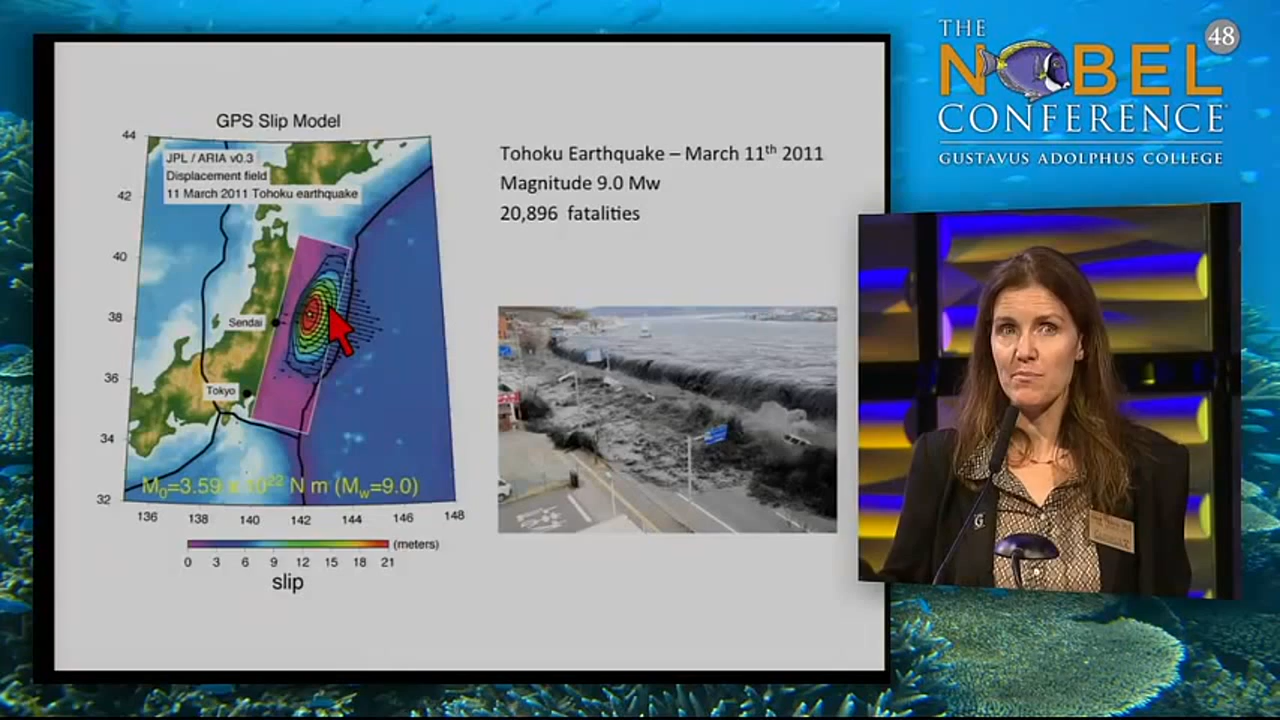 GPS Slip Model
44
JPL / ARIA v0.3
Displacement field
11 March 2011 Tohoku earthquake
42
40
38
Sendai
36
Tokyo
34
M₀=3.59 x 10²² N m (Mw=9.0)
32
136 138 140 142 144 146 148
(meters)
0 3 6 9 12 15 18 21
slip
Tohoku Earthquake – March 11th 2011
Magnitude 9.0 Mw
20,896 fatalities
THE
48
NOBEL
CONFERENCE
GUSTAVUS ADOLPHUS COLLEGE